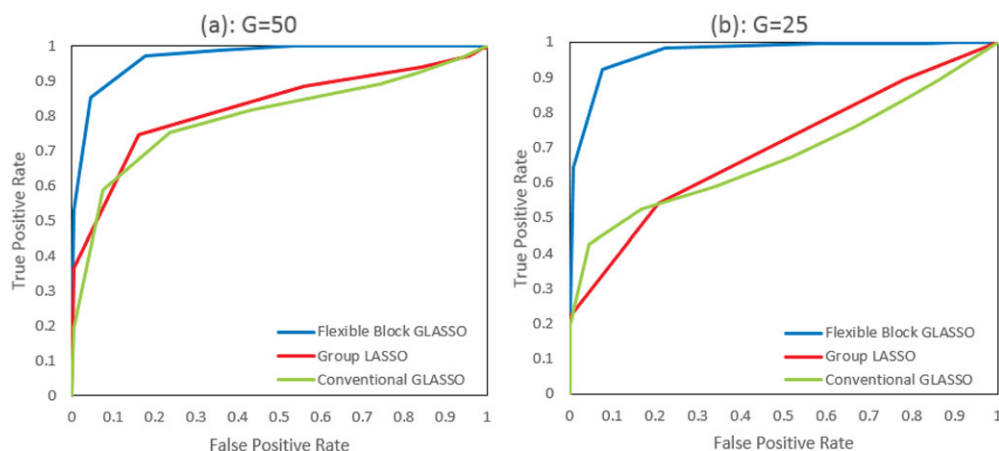 (a): G=50
1
0.9
0.8
0.7
0.6
0.5
0.4
0.3
0.2
0.1
0
True Positive Rate
Flexible Block GLASSO
Group LASSO
Conventional GLASSO
0 0.1 0.2 0.3 0.4 0.5 0.6 0.7 0.8 0.9 1
False Positive Rate
(b): G=25
1
0.9
0.8
0.7
0.6
0.5
0.4
0.3
0.2
0.1
0
True Positive Rate
Flexible Block GLASSO
Group LASSO
Conventional GLASSO
0 0.1 0.2 0.3 0.4 0.5 0.6 0.7 0.8 0.9 1
False Positive Rate